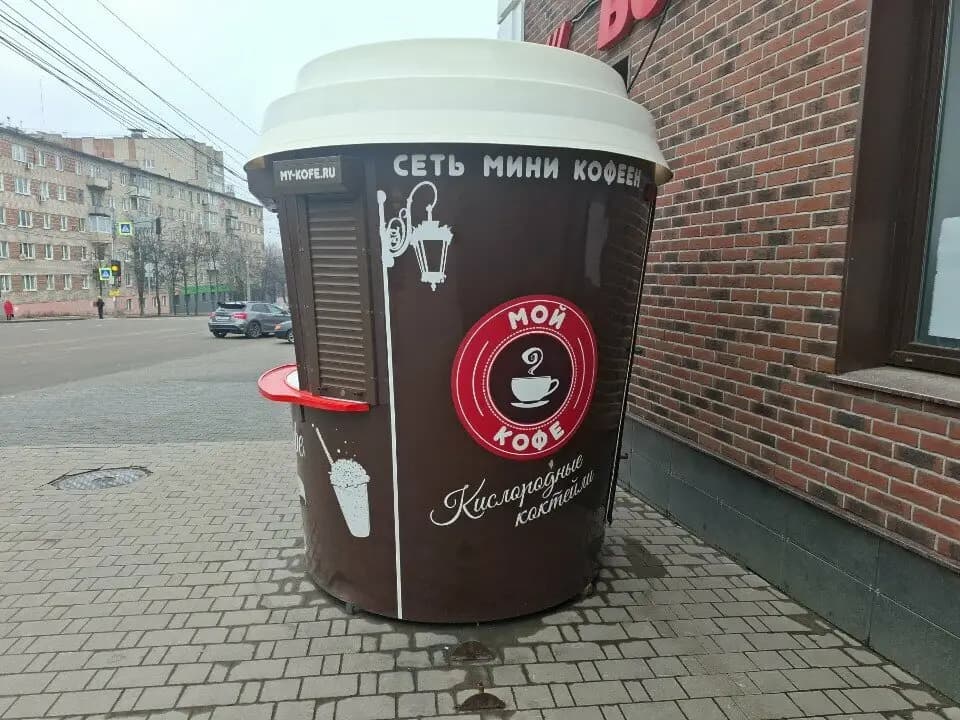 MY-KOFE.RU
СЕТЬ МИНИ КОФЕЕН
МОЙ
КОФЕ
Кислородные
коктейли